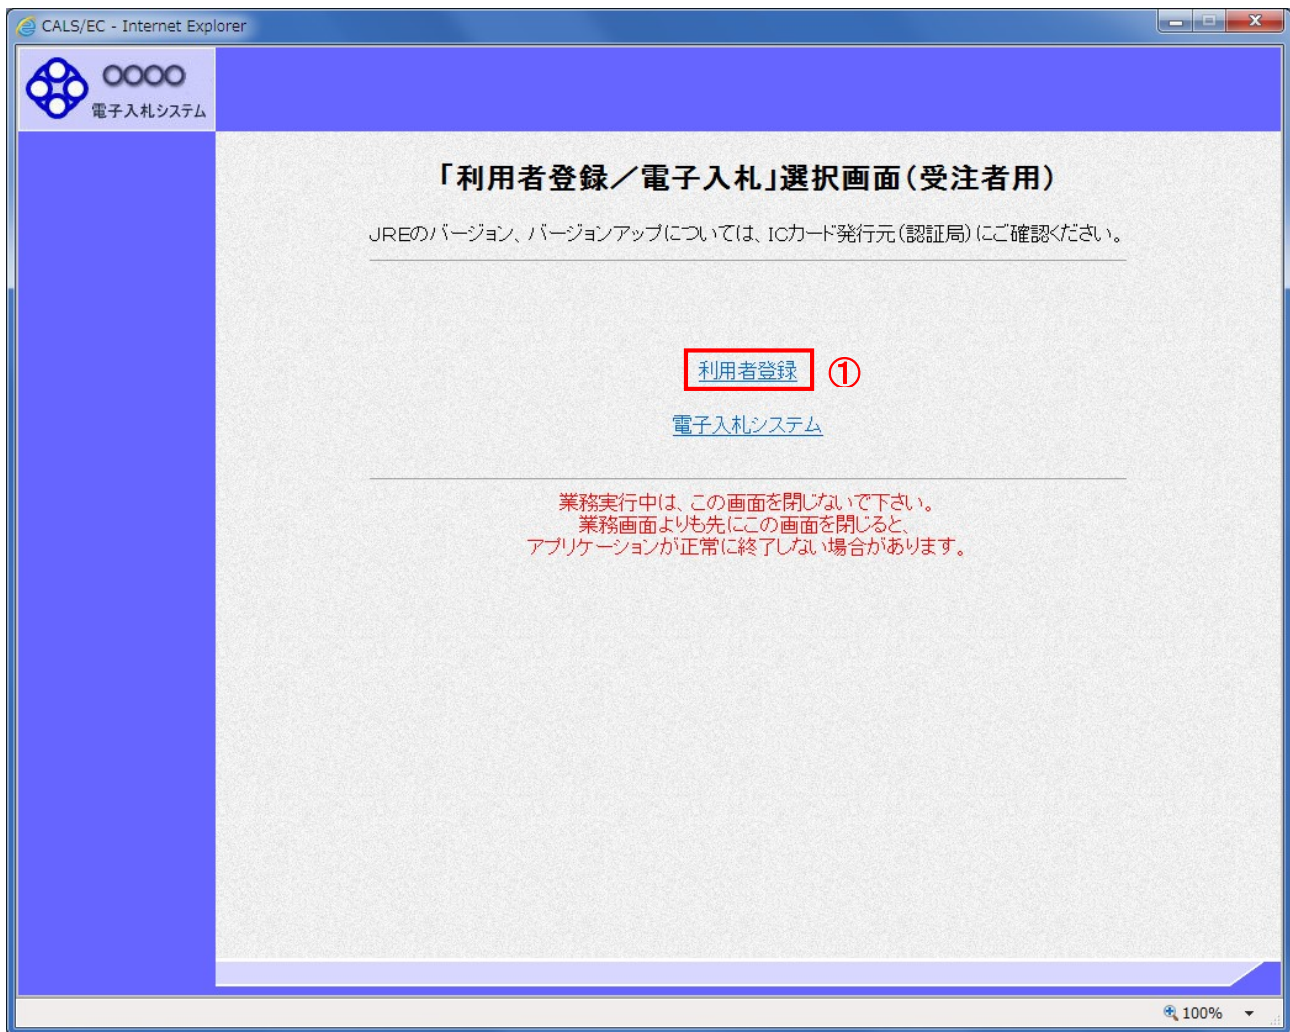 CALS/EC - Internet Explorer
○○○○
電子入札システム
「利用者登録／電子入札」選択画面(受注者用)
JREのバージョン、バージョンアップについては、ICカード発行元(認証局)にご確認ください。
利用者登録 ①
電子入札システム
業務実行中は、この画面を閉じないで下さい。
業務画面よりも先にこの画面を閉じると、
アプリケーションが正常に終了しない場合があります。
100%